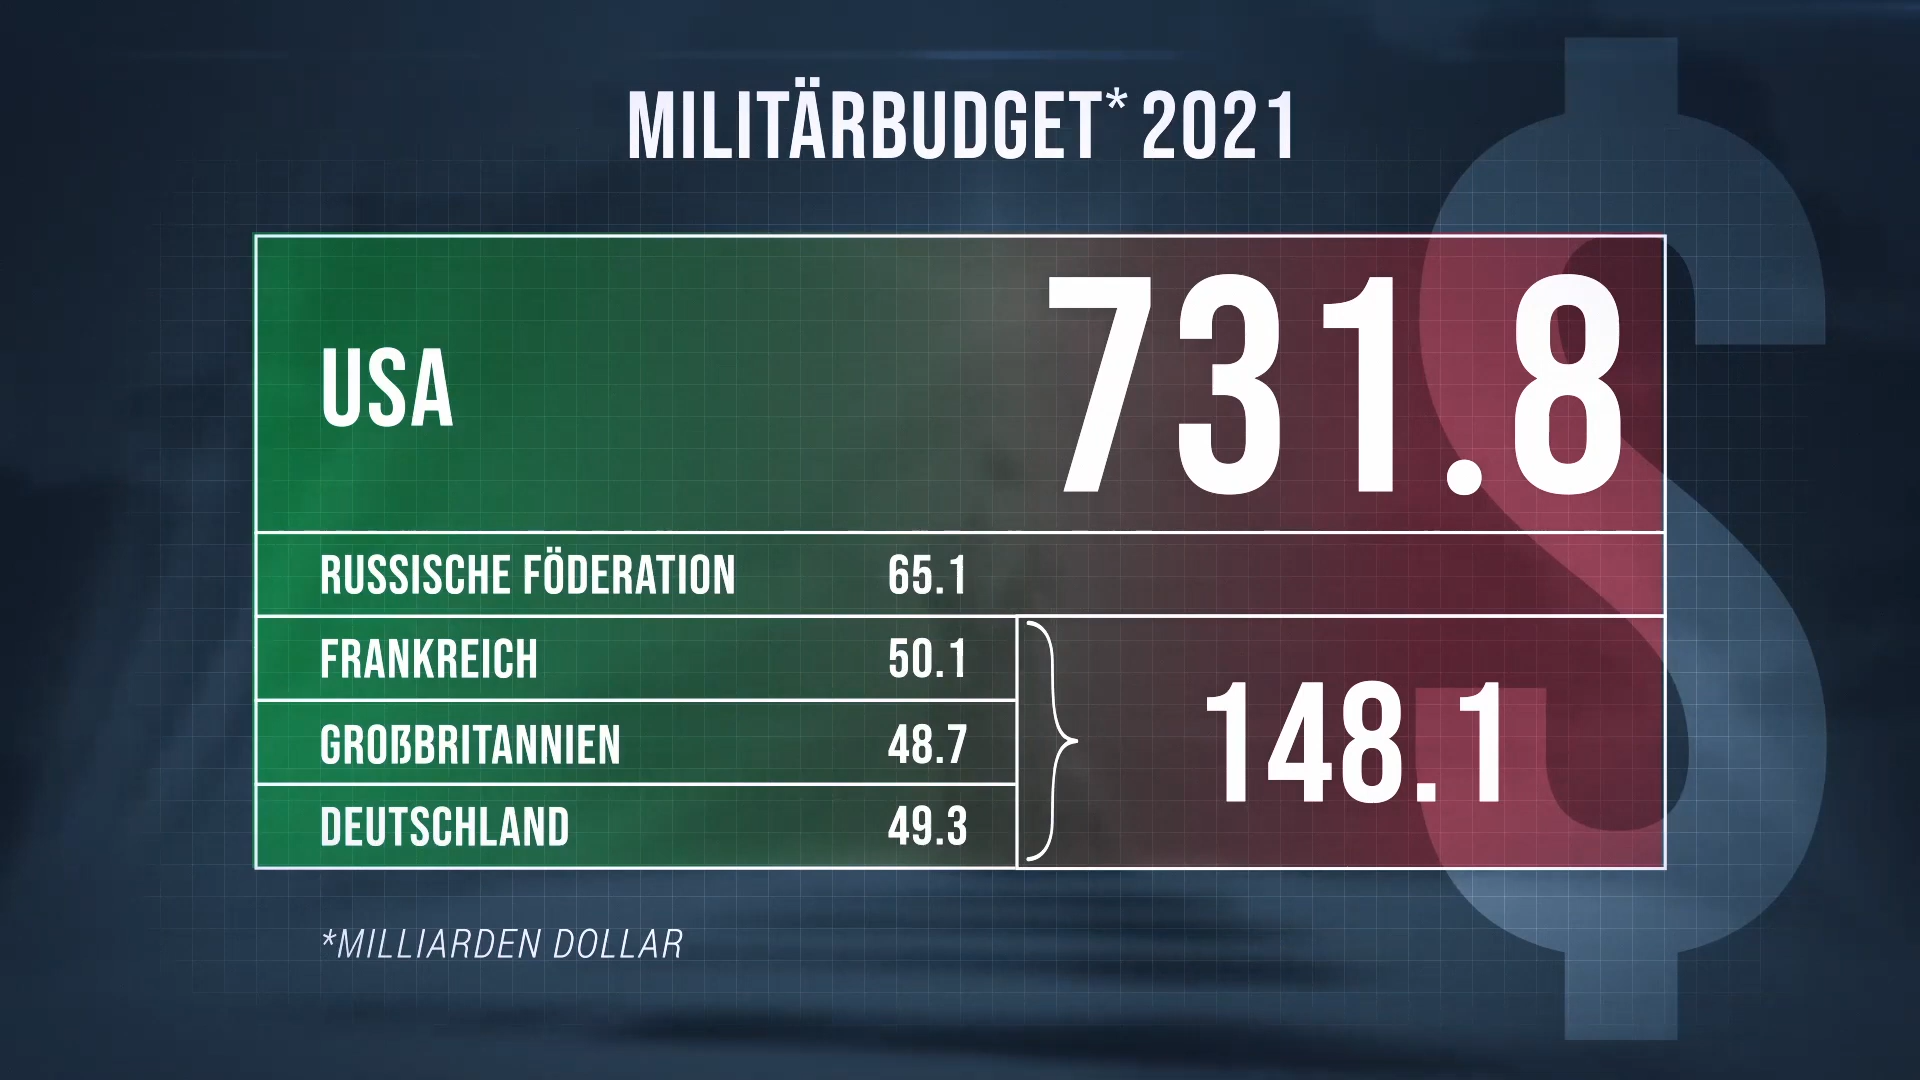 MILITÄRBUDGET* 2021
USA 731.8
RUSSISCHE FÖDERATION 65.1
FRANKREICH 50.1
GROßBRITANNIEN 48.7
DEUTSCHLAND 49.3
148.1
*MILLIARDEN DOLLAR
$